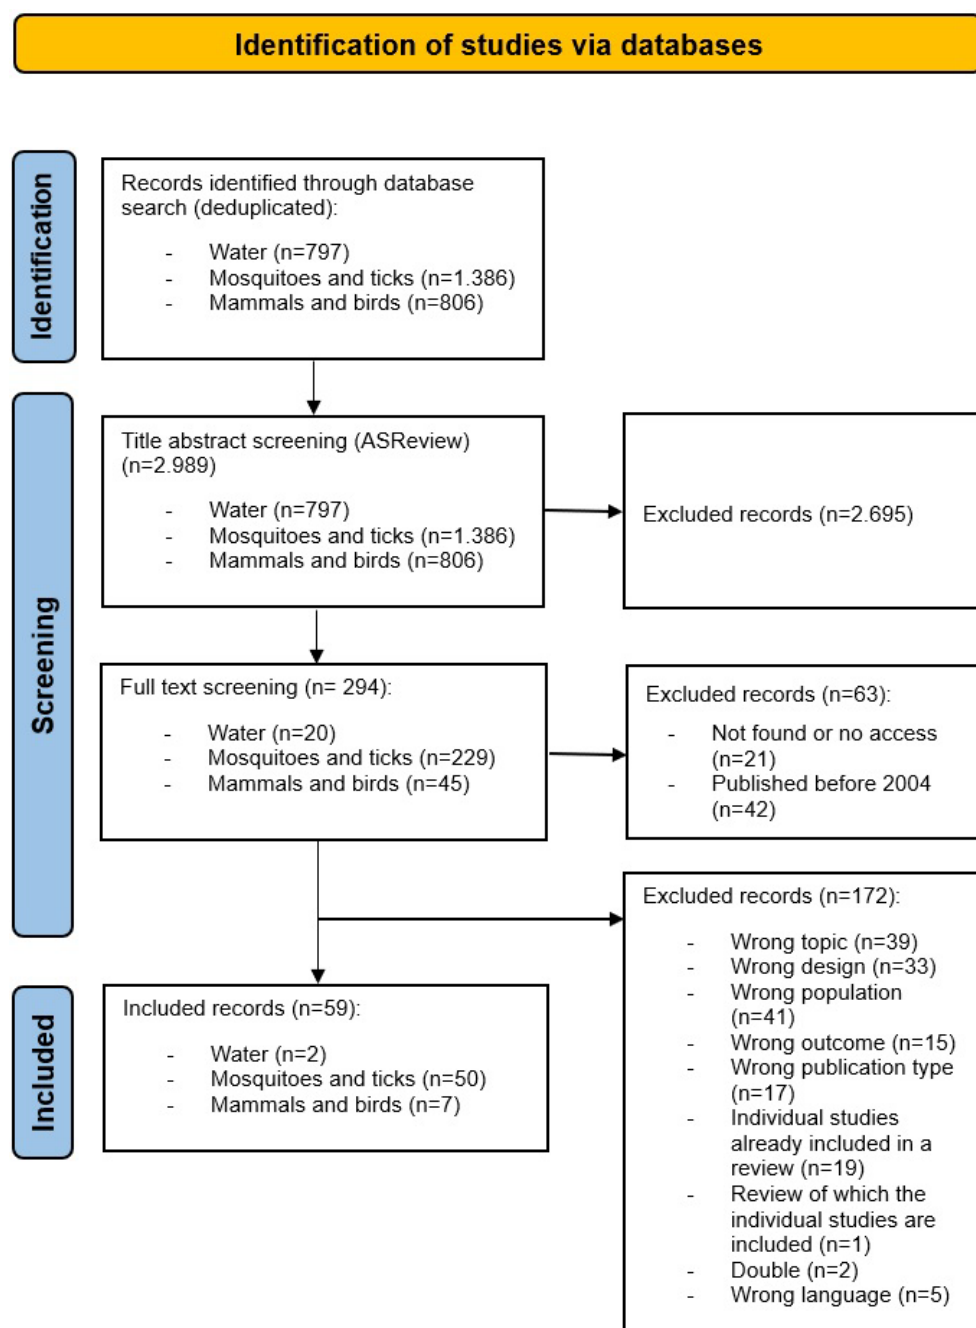 Identification of studies via databases
Identification
Records identified through database
search (deduplicated):
- Water (n=797)
- Mosquitoes and ticks (n=1.386)
- Mammals and birds (n=806)
Screening
Title abstract screening (ASReview)
(n=2.989)
- Water (n=797)
- Mosquitoes and ticks (n=1.386)
- Mammals and birds (n=806)
Excluded records (n=2.695)
Full text screening (n= 294):
- Water (n=20)
- Mosquitoes and ticks (n=229)
- Mammals and birds (n=45)
Excluded records (n=63):
- Not found or no access
(n=21)
- Published before 2004
(n=42)
Excluded records (n=172):
- Wrong topic (n=39)
- Wrong design (n=33)
- Wrong population
(n=41)
- Wrong outcome (n=15)
- Wrong publication type
(n=17)
- Individual studies
already included in a
review (n=19)
- Review of which the
individual studies are
included (n=1)
- Double (n=2)
- Wrong language (n=5)
Included
Included records (n=59):
- Water (n=2)
- Mosquitoes and ticks (n=50)
- Mammals and birds (n=7)